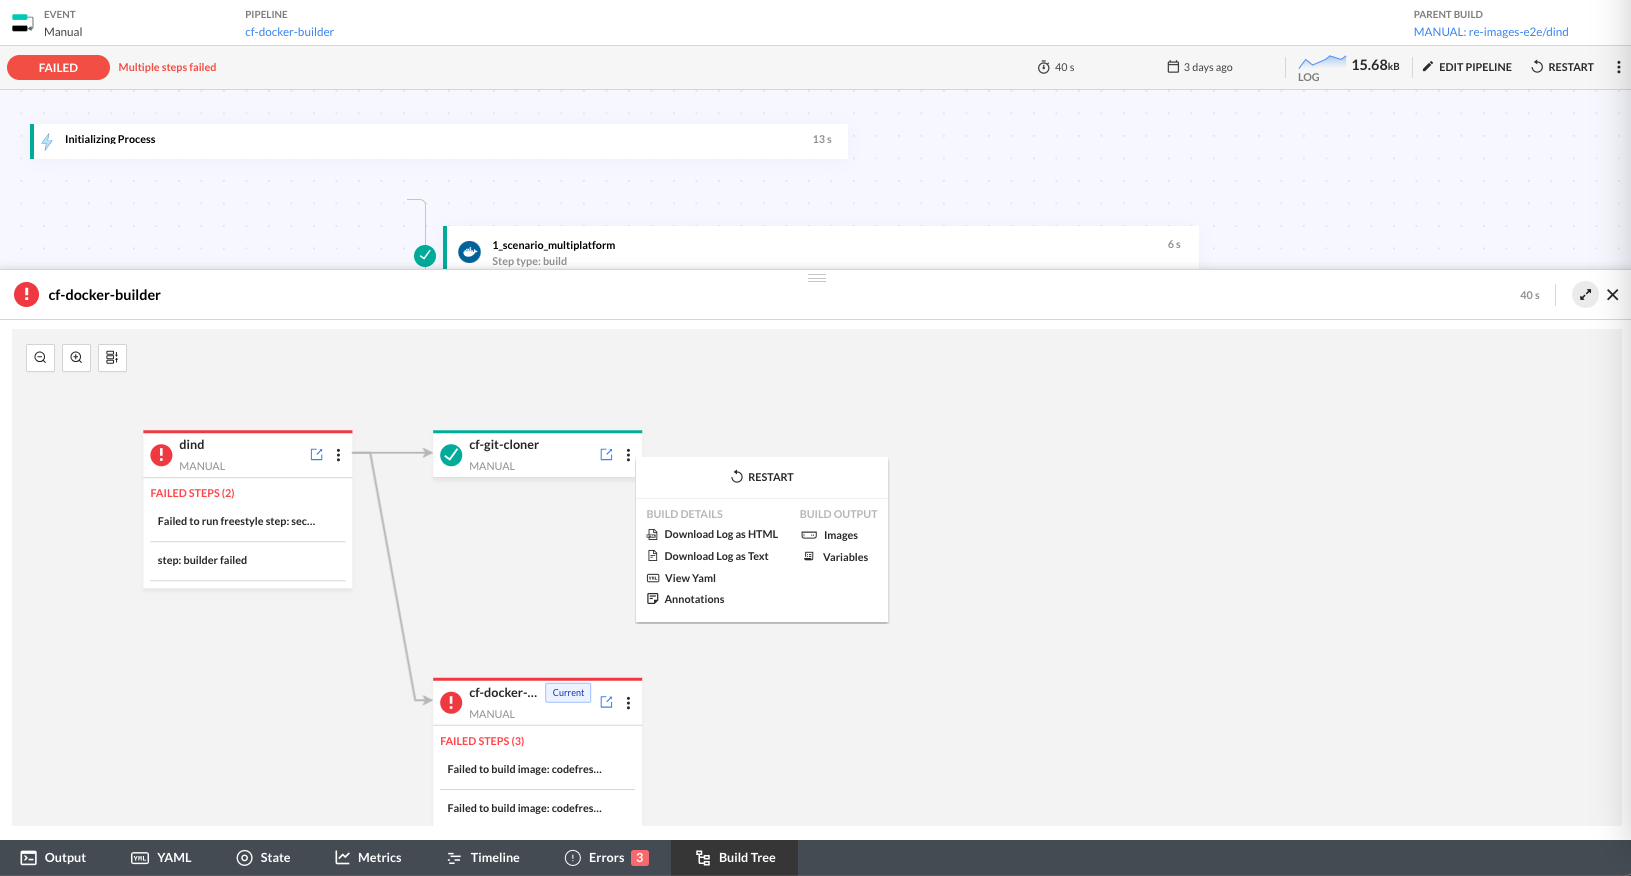 EVENT
Manual
PIPELINE
cf-docker-builder
PARENT BUILD
MANUAL: re-images-e2e/dind
FAILED
Multiple steps failed
40 s
3 days ago
LOG
15.68kB
EDIT PIPELINE
RESTART
Initializing Process
13 s
1_scenario_multiplatform
Step type: build
6 s
cf-docker-builder
40 s
dind
MANUAL
FAILED STEPS (2)
Failed to run freestyle step: sec...
step: builder failed
cf-git-cloner
MANUAL
RESTART
BUILD DETAILS
Download Log as HTML
Download Log as Text
View Yaml
Annotations
BUILD OUTPUT
Images
Variables
cf-docker-...
Current
MANUAL
FAILED STEPS (3)
Failed to build image: codefres...
Failed to build image: codefres...
Output
YAML
State
Metrics
Timeline
Errors
3
Build Tree